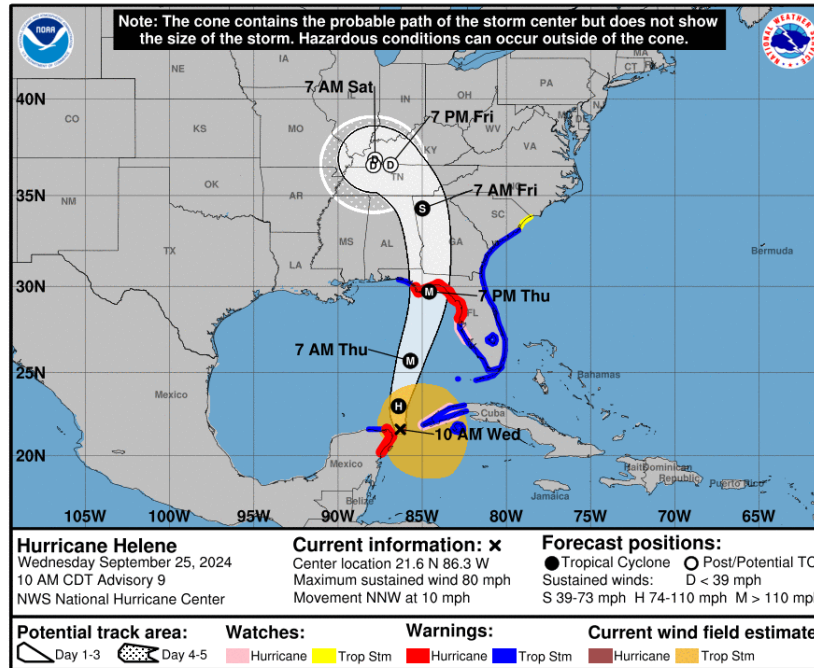 Note: The cone contains the probable path of the storm center but does not show
the size of the storm. Hazardous conditions can occur outside of the cone.
NOAA
NATIONAL WEATHER SERVICE
NE
IA
IL
IN
OH
PA
MA
CT
RI
7 AM Sat
40N
CO
KS
MO
7 PM Fri
KY
WV
VA
MD
NJ
D
D
TN
35N
NM
OK
AR
7 AM Fri
S
SC
TX
LA
MS
AL
GA
Bermuda
30N
M
7 PM Thu
FL
7 AM Thu
M
25N
Mexico
Bahamas
H
Cuba
10 AM Wed
20N
Mexico
Belize
Jamaica
Haiti
Dominican
Republic
Puerto Rico
105W
100W
95W
90W
85W
80W
75W
70W
65W
Hurricane Helene
Wednesday September 25, 2024
10 AM CDT Advisory 9
NWS National Hurricane Center
Current information: ×
Center location 21.6 N 86.3 W
Maximum sustained wind 80 mph
Movement NNW at 10 mph
Forecast positions:
● Tropical Cyclone ○ Post/Potential TC
Sustained winds: D < 39 mph
S 39-73 mph H 74-110 mph M > 110 mph
Potential track area:
Day 1-3 Day 4-5
Watches:
Hurricane Trop Stm
Warnings:
Hurricane Trop Stm
Current wind field estimate
Hurricane Trop Stm